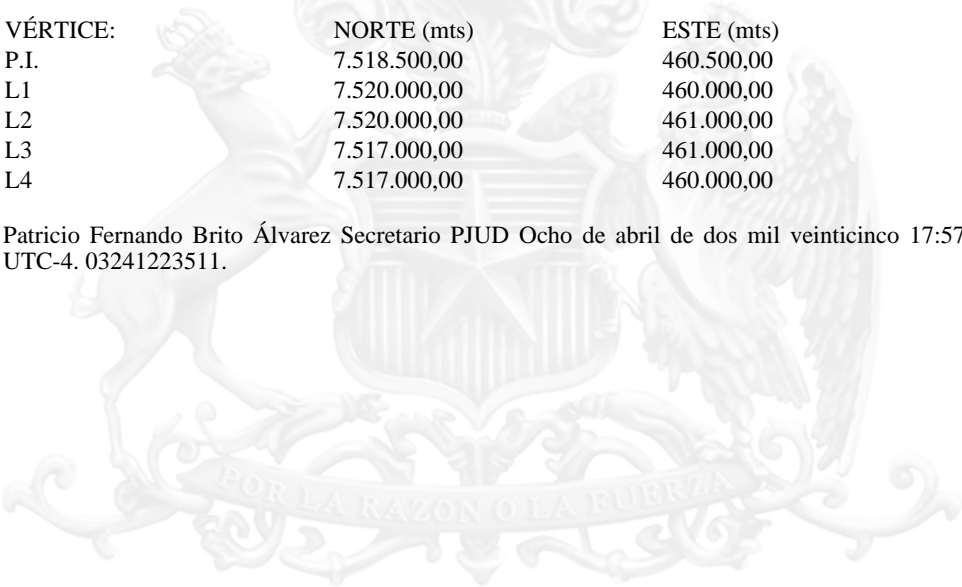 VÉRTICE: NORTE (mts) ESTE (mts)
P.I. 7.518.500,00 460.500,00
L1 7.520.000,00 460.000,00
L2 7.520.000,00 461.000,00
L3 7.517.000,00 461.000,00
L4 7.517.000,00 460.000,00
Patricio Fernando Brito Álvarez Secretario PJUD Ocho de abril de dos mil veinticinco 17:57
UTC-4. 03241223511.
POR LA RAZON O LA FUERZA